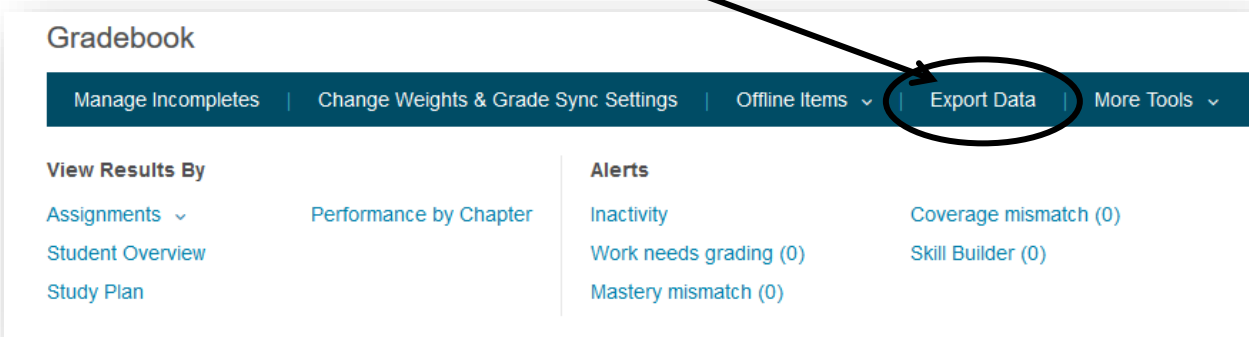 Gradebook
Manage Incompletes | Change Weights & Grade Sync Settings | Offline Items | Export Data | More Tools
View Results By
Assignments
Performance by Chapter
Student Overview
Study Plan
Alerts
Inactivity
Coverage mismatch (0)
Work needs grading (0)
Skill Builder (0)
Mastery mismatch (0)